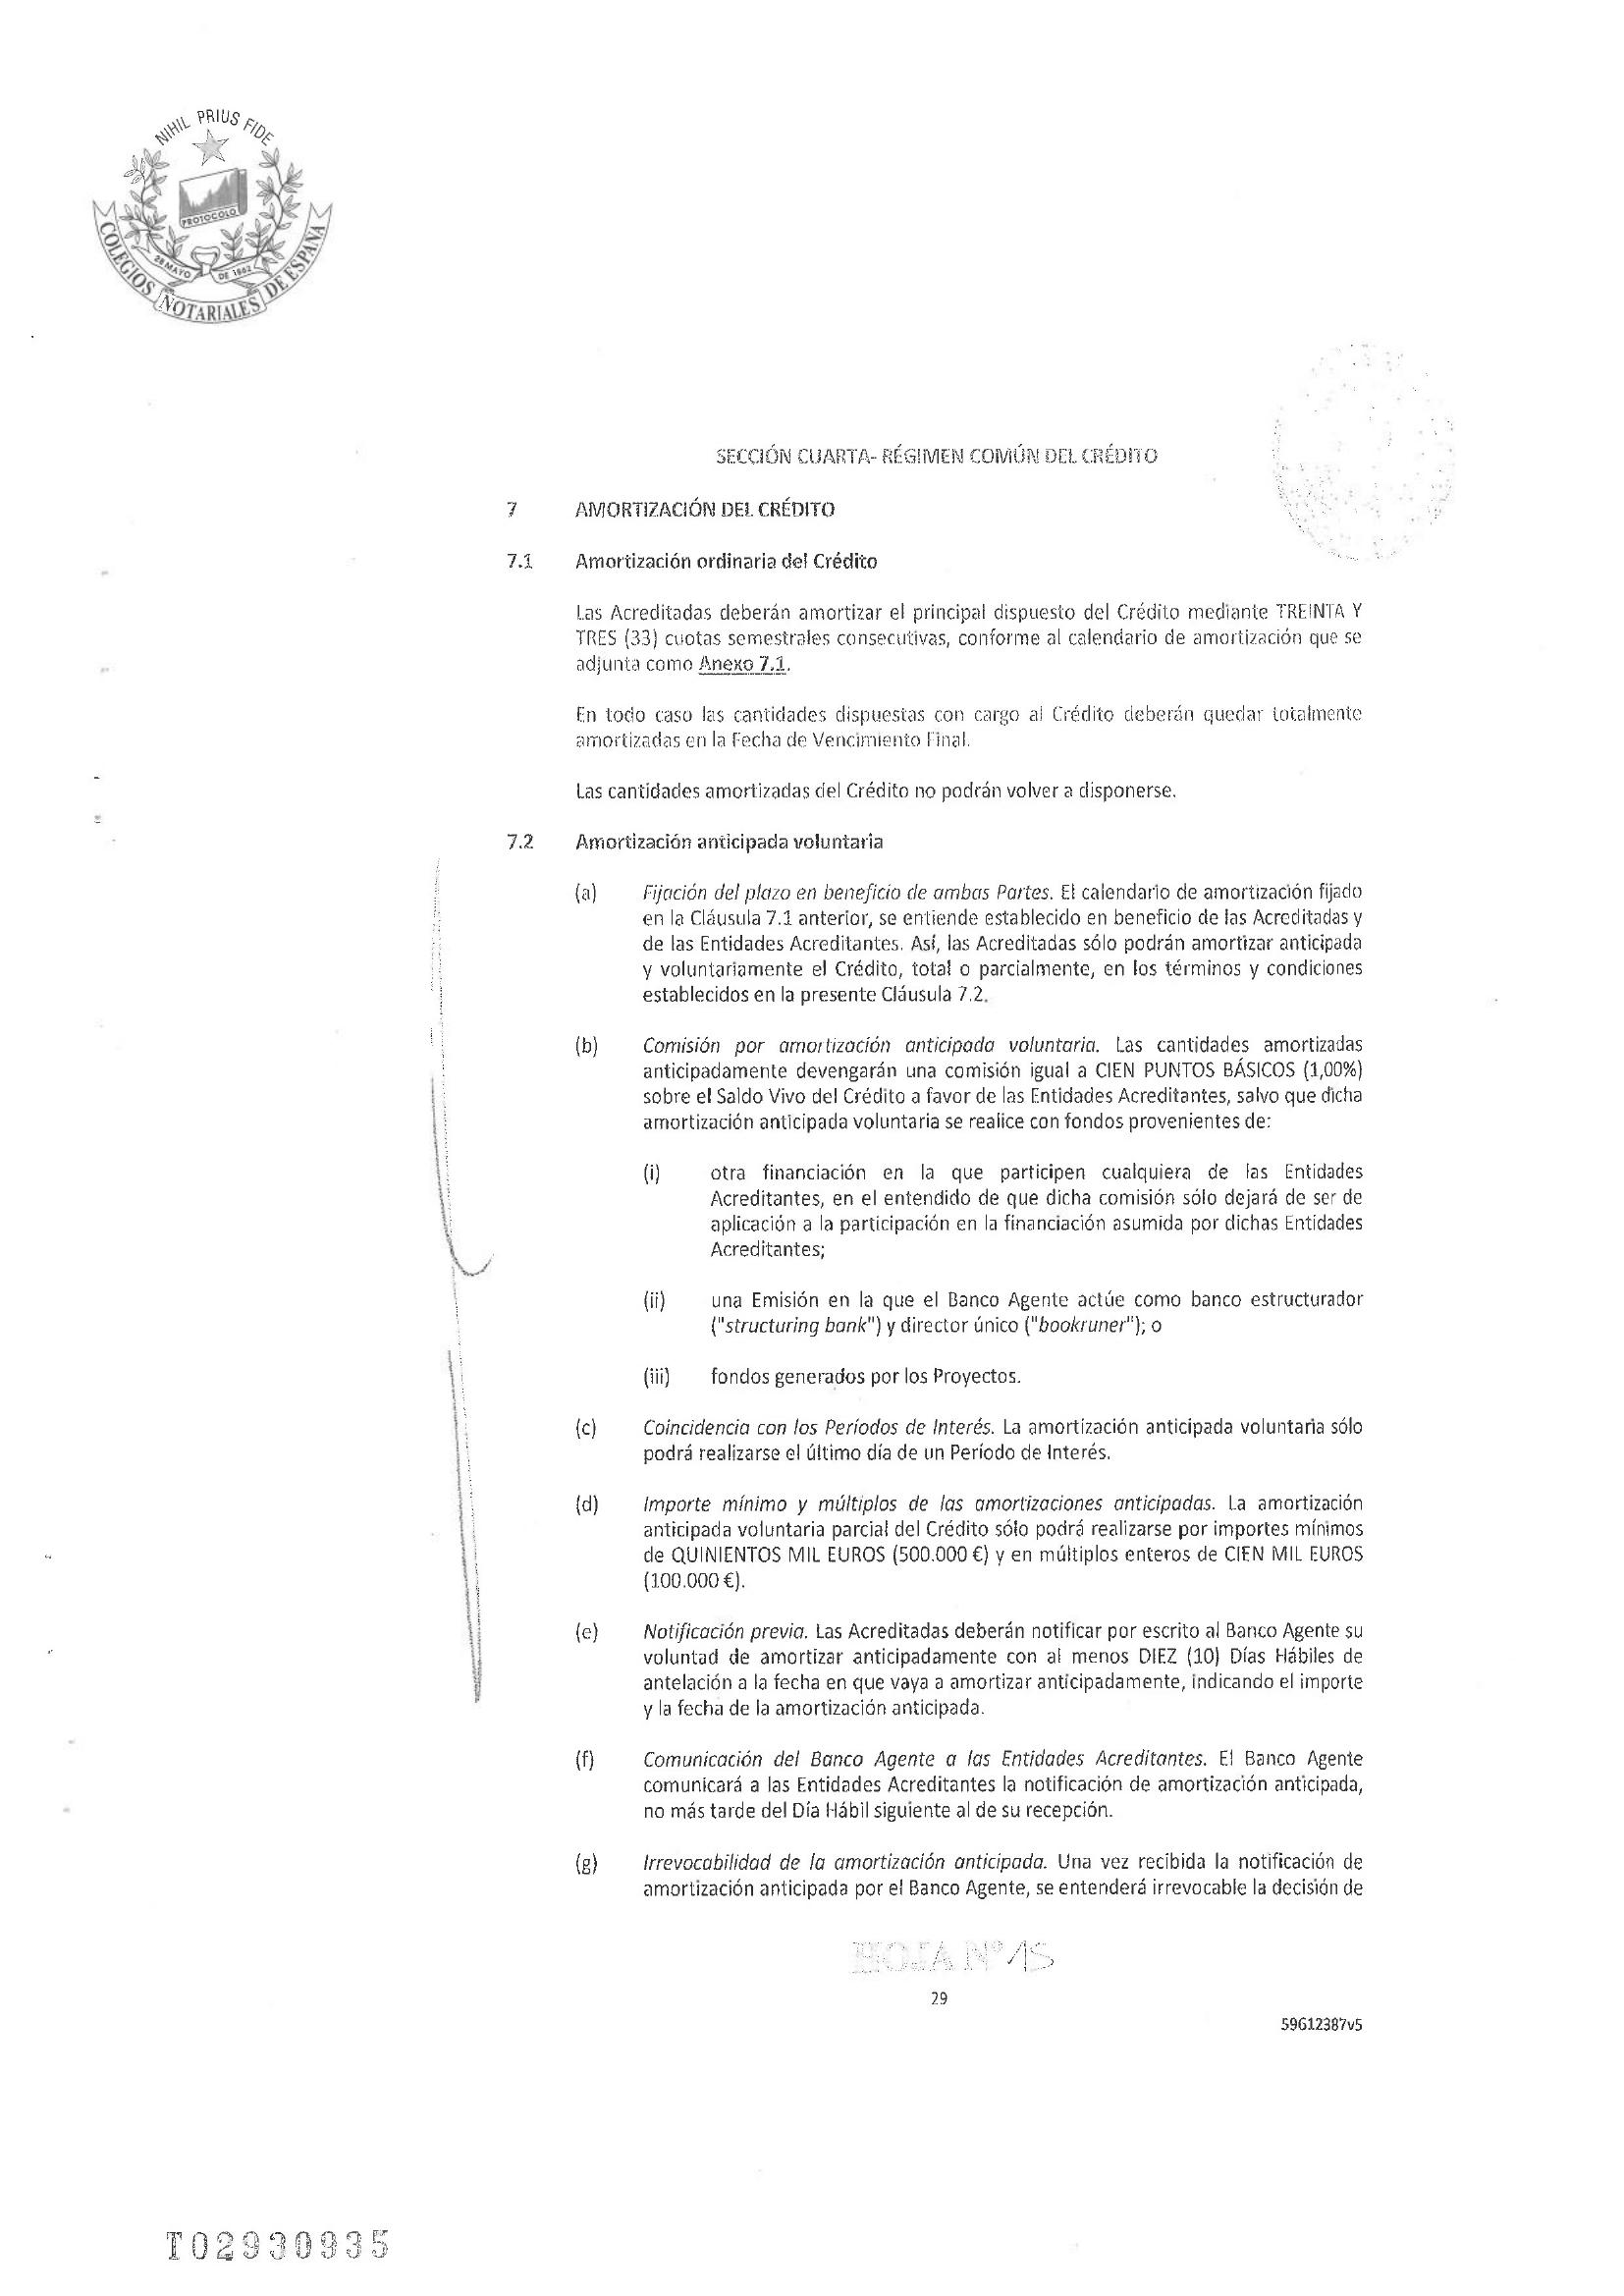 NIHIL PRIUS FIDE
PROTOCOLO
28 MAYO DE 1862
COLEGIOS NOTARIALES DE ESPAÑA
SECCIÓN CUARTA- RÉGIMEN COMÚN DEL CRÉDITO
7 AMORTIZACIÓN DEL CRÉDITO
7.1 Amortización ordinaria del Crédito
Las Acreditadas deberán amortizar el principal dispuesto del Crédito mediante TREINTA Y
TRES (33) cuotas semestrales consecutivas, conforme al calendario de amortización que se
adjunta como Anexo 7.1.
En todo caso las cantidades dispuestas con cargo al Crédito deberán quedar totalmente
amortizadas en la Fecha de Vencimiento Final.
Las cantidades amortizadas del Crédito no podrán volver a disponerse.
7.2 Amortización anticipada voluntaria
(a) Fijación del plazo en beneficio de ambas Partes. El calendario de amortización fijado
en la Cláusula 7.1 anterior, se entiende establecido en beneficio de las Acreditadas y
de las Entidades Acreditantes. Así, las Acreditadas sólo podrán amortizar anticipada
y voluntariamente el Crédito, total o parcialmente, en los términos y condiciones
establecidos en la presente Cláusula 7.2.
(b) Comisión por amortización anticipada voluntaria. Las cantidades amortizadas
anticipadamente devengarán una comisión igual a CIEN PUNTOS BÁSICOS (1,00%)
sobre el Saldo Vivo del Crédito a favor de las Entidades Acreditantes, salvo que dicha
amortización anticipada voluntaria se realice con fondos provenientes de:
(i) otra financiación en la que participen cualquiera de las Entidades
Acreditantes, en el entendido de que dicha comisión sólo dejará de ser de
aplicación a la participación en la financiación asumida por dichas Entidades
Acreditantes;
(ii) una Emisión en la que el Banco Agente actúe como banco estructurador
("structuring bank") y director único ("bookruner"); o
(iii) fondos generados por los Proyectos.
(c) Coincidencia con los Períodos de Interés. La amortización anticipada voluntaria sólo
podrá realizarse el último día de un Período de Interés.
(d) Importe mínimo y múltiplos de las amortizaciones anticipadas. La amortización
anticipada voluntaria parcial del Crédito sólo podrá realizarse por importes mínimos
de QUINIENTOS MIL EUROS (500.000 €) y en múltiplos enteros de CIEN MIL EUROS
(100.000 €).
(e) Notificación previa. Las Acreditadas deberán notificar por escrito al Banco Agente su
voluntad de amortizar anticipadamente con al menos DIEZ (10) Días Hábiles de
antelación a la fecha en que vaya a amortizar anticipadamente, indicando el importe
y la fecha de la amortización anticipada.
(f) Comunicación del Banco Agente a las Entidades Acreditantes. El Banco Agente
comunicará a las Entidades Acreditantes la notificación de amortización anticipada,
no más tarde del Día Hábil siguiente al de su recepción.
(g) Irrevocabilidad de la amortización anticipada. Una vez recibida la notificación de
amortización anticipada por el Banco Agente, se entenderá irrevocable la decisión de
HOJA Nº 15
29
59612387v5
T02930935